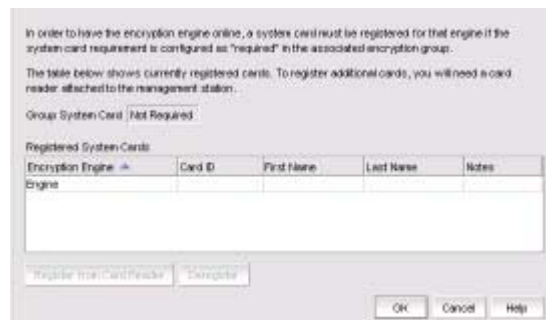 In order to have the encryption engine online, a system card must be registered for that engine if the
system card requirement is configured as "required" in the associated encryption group.
The table below shows currently registered cards. To register additional cards, you will need a card
reader attached to the management station.
Group System Card Not Required
Registered System Cards
Encryption Engine Card ID First Name Last Name Notes
Engine
Register from Card Reader Deregister
OK Cancel Help